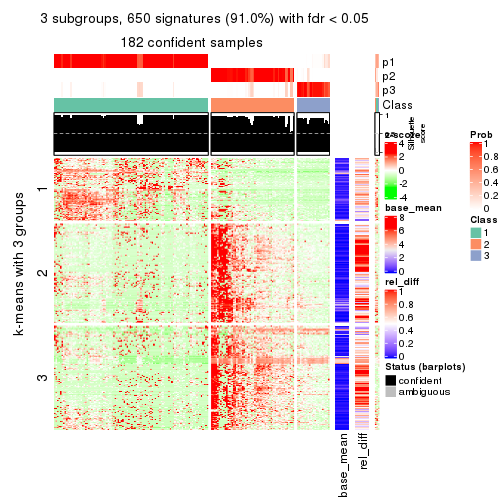 3 subgroups, 650 signatures (91.0%) with fdr < 0.05
182 confident samples
p1
p2
p3
Class
1
0
Silhouette
score
k-means with 3 groups
1
2
3
base_mean
rel_diff
z-score
4
2
0
-2
-4
base_mean
8
6
4
2
0
rel_diff
1
0.8
0.6
0.4
0.2
0
Status (barplots)
confident
ambiguous
Prob
1
0.8
0.6
0.4
0.2
0
Class
1
2
3